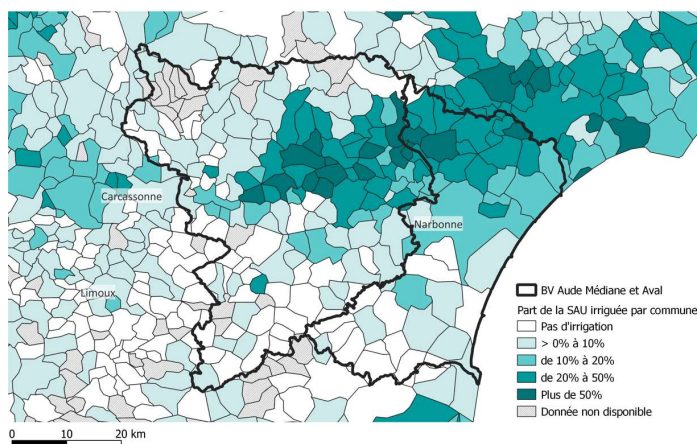 Carcassonne
Narbonne
Limoux
BV Aude Médiane et Aval
Part de la SAU irriguée par commune
Pas d'irrigation
> 0% à 10%
de 10% à 20%
de 20% à 50%
Plus de 50%
Donnée non disponible
0 10 20 km